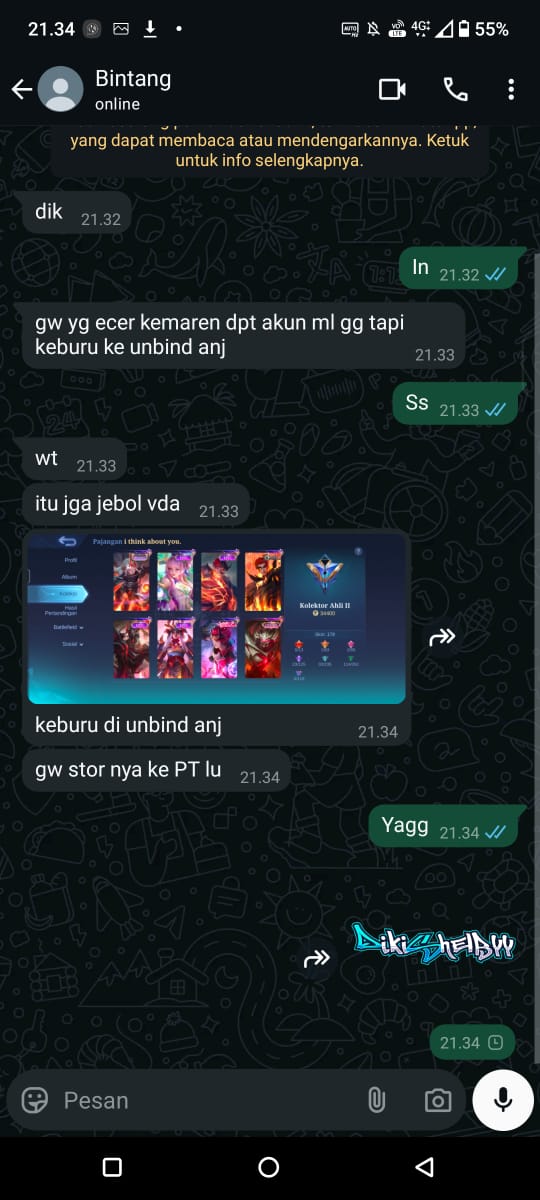 21.34
4G+
55%
Bintang
online
yang dapat membaca atau mendengarkannya. Ketuk
untuk info selengkapnya.
dik 21.32
In 21.32
gw yg ecer kemaren dpt akun ml gg tapi
keburu ke unbind anj
21.33
Ss 21.33
wt 21.33
itu jga jebol vda 21.33
Pajangan i think about you.
Profil
Album
Koleksi
Hasil
Pertandingan
Battlefield
Sosial
Kolektor Ahli II
34400
keburu di unbind anj
21.34
gw stor nya ke PT lu 21.34
Yagg 21.34
DikiShelbyy
21.34
Pesan